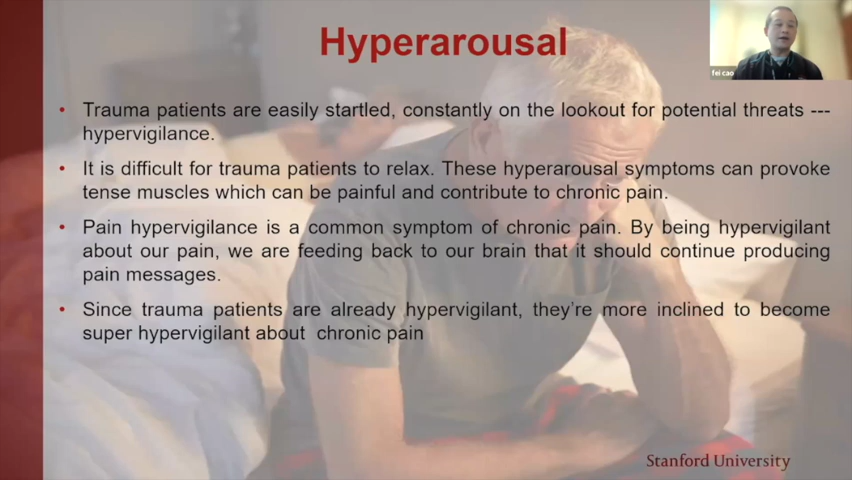 Hyperarousal
fei cao
• Trauma patients are easily startled, constantly on the lookout for potential threats ---
hypervigilance.
• It is difficult for trauma patients to relax. These hyperarousal symptoms can provoke
tense muscles which can be painful and contribute to chronic pain.
• Pain hypervigilance is a common symptom of chronic pain. By being hypervigilant
about our pain, we are feeding back to our brain that it should continue producing
pain messages.
• Since trauma patients are already hypervigilant, they're more inclined to become
super hypervigilant about  chronic pain
Stanford University